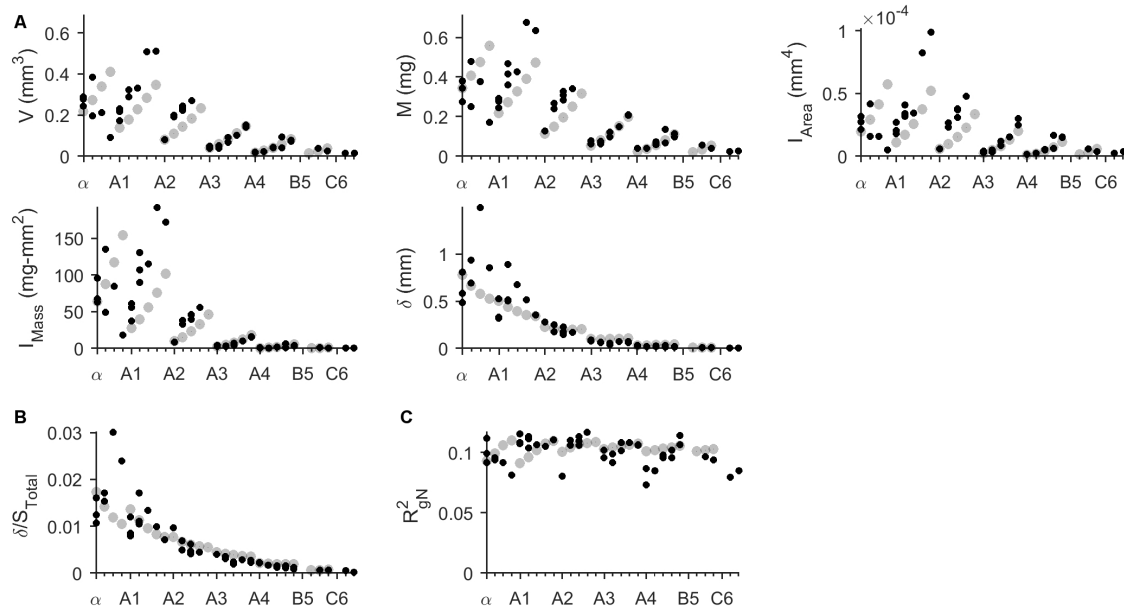 A
V (mm3)
0.6
0.4
0.2
0
α A1 A2 A3 A4 B5 C6
M (mg)
0.6
0.4
0.2
0
α A1 A2 A3 A4 B5 C6
×10-4
IArea (mm4)
1
0.5
0
α A1 A2 A3 A4 B5 C6
IMass (mg-mm2)
150
100
50
0
α A1 A2 A3 A4 B5 C6
δ (mm)
1
0.5
0
α A1 A2 A3 A4 B5 C6
B
δ/STotal
0.03
0.02
0.01
0
α A1 A2 A3 A4 B5 C6
C
R2gN
0.1
0.05
0
α A1 A2 A3 A4 B5 C6